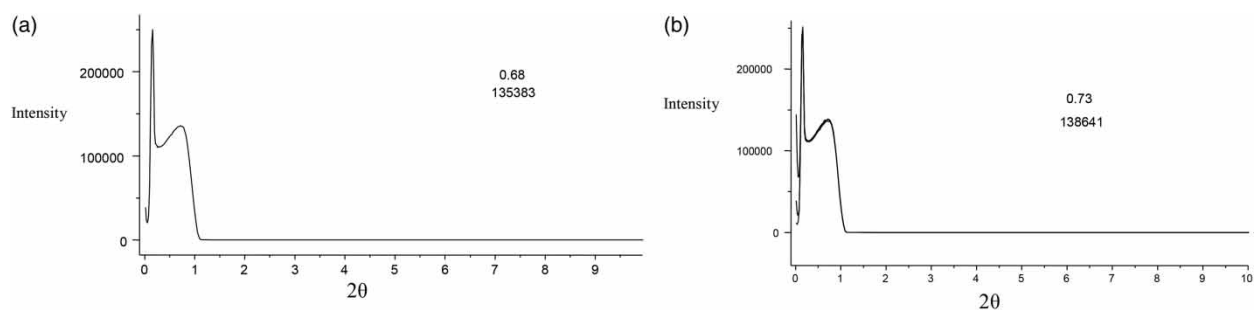 (a)
200000
100000
0
Intensity
0.68
135383
0 1 2 3 4 5 6 7 8 9
2θ
(b)
200000
100000
0
Intensity
0.73
138641
0 1 2 3 4 5 6 7 8 9 10
2θ